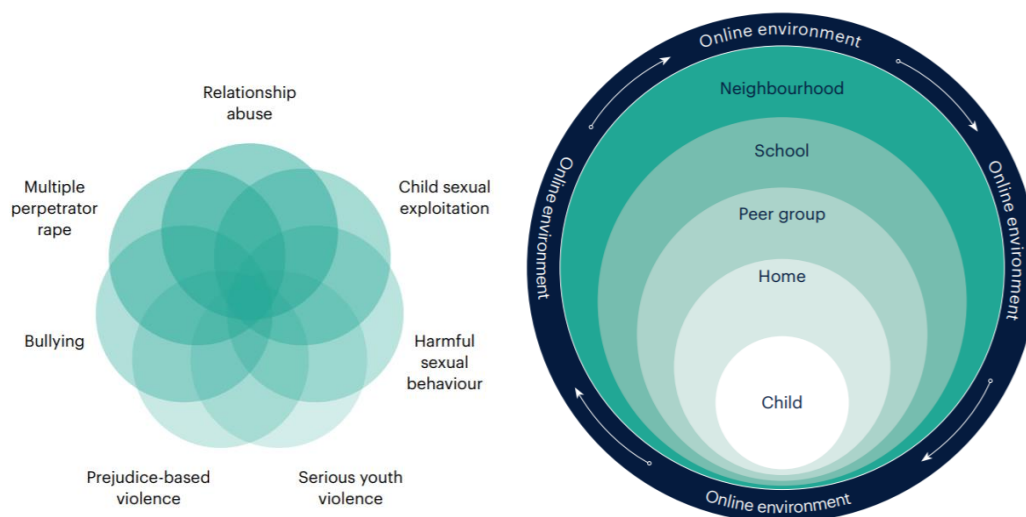 Relationship
abuse
Multiple
perpetrator
rape
Child sexual
exploitation
Bullying
Harmful
sexual
behaviour
Prejudice-based
violence
Serious youth
violence
Online environment
Online environment
Online environment
Online environment
Neighbourhood
School
Peer group
Home
Child